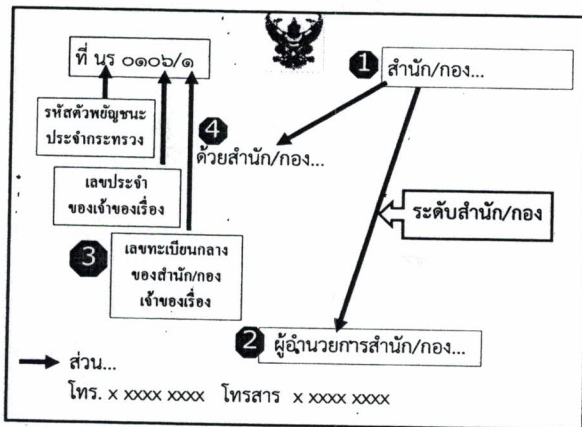 ที่ นร ๐๑๐๖/๑
1 สำนัก/กอง...
รหัสตัวพยัญชนะ
ประจำกระทรวง
4
ด้วยสำนัก/กอง...
เลขประจำ
ของเจ้าของเรื่อง
ระดับสำนัก/กอง
3 เลขทะเบียนกลาง
ของสำนัก/กอง
เจ้าของเรื่อง
2 ผู้อำนวยการสำนัก/กอง...
ส่วน...
โทร. x xxxx xxxx โทรสาร x xxxx xxxx